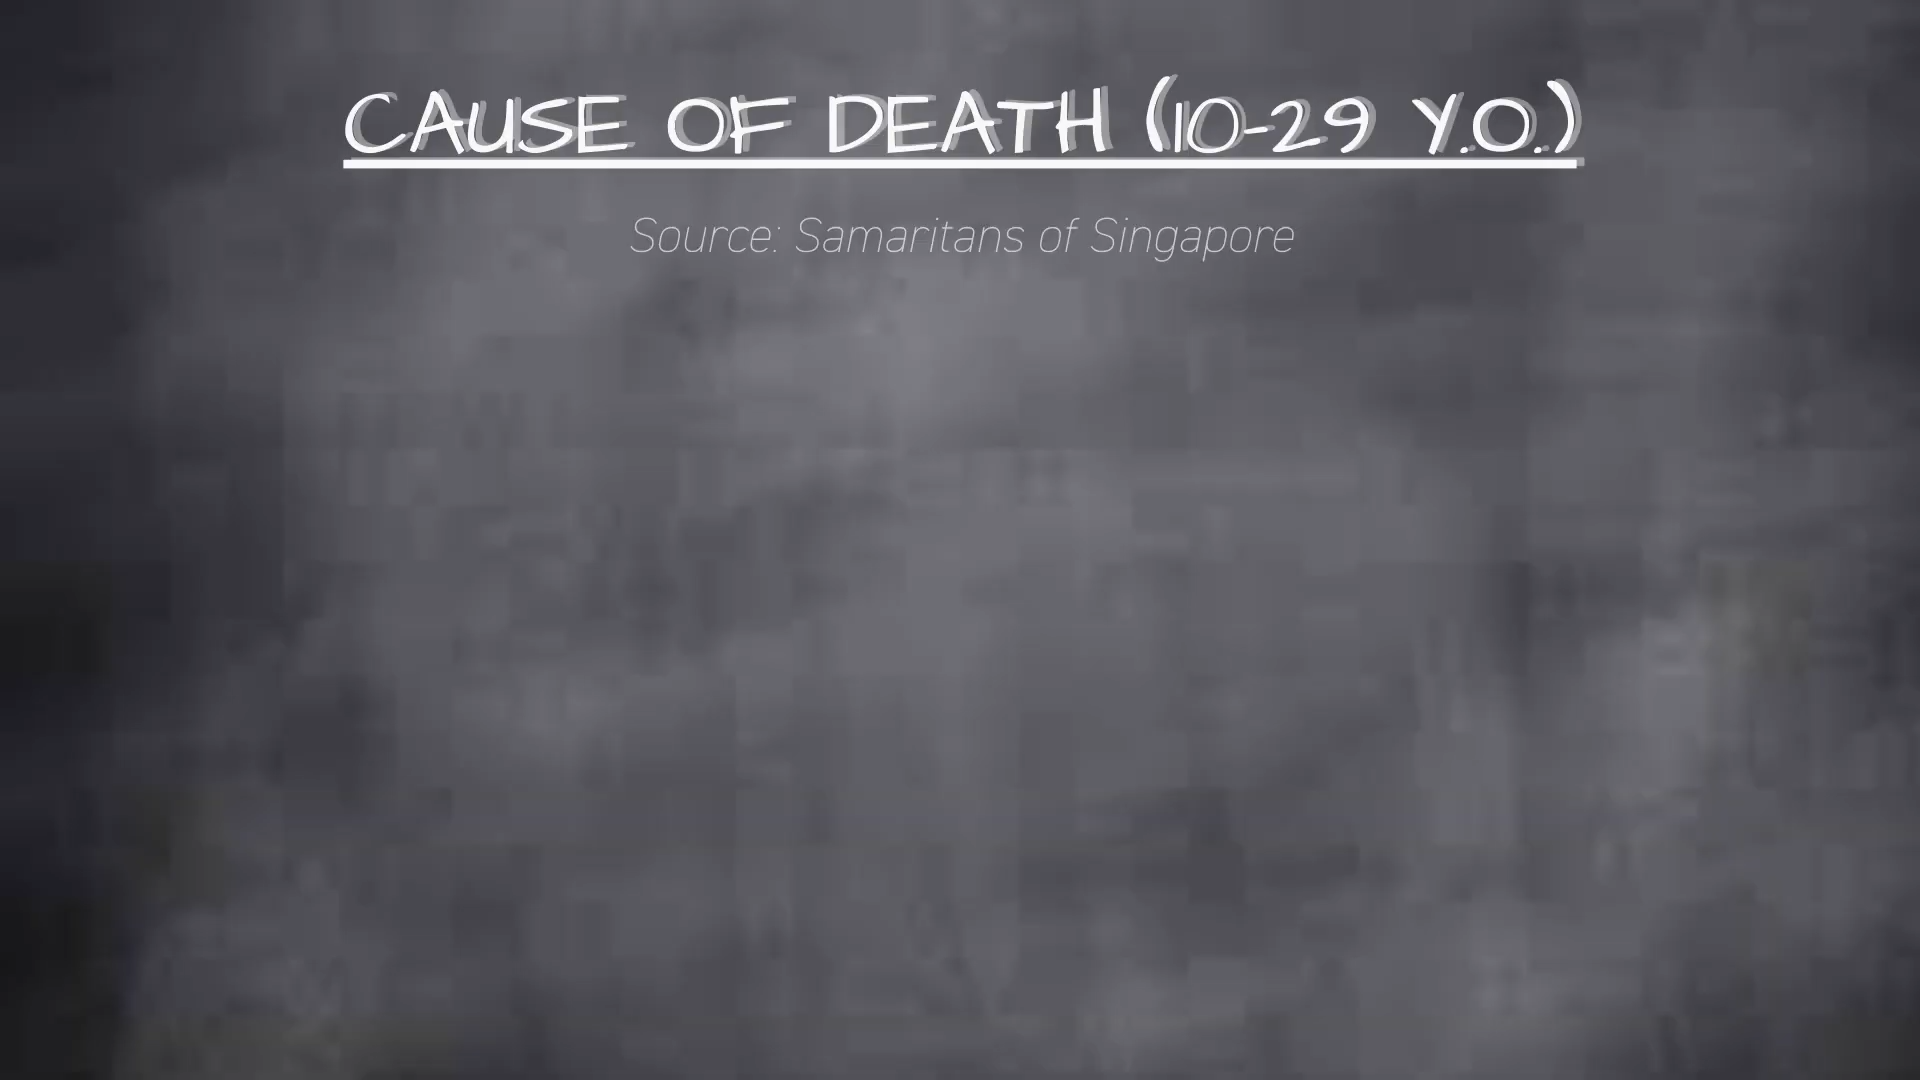 CAUSE OF DEATH (10-29 Y.O.)
Source: Samaritans of Singapore